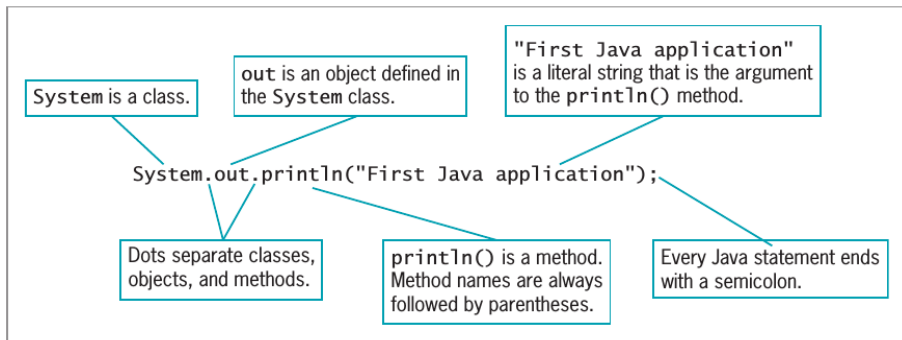 "First Java application"
is a literal string that is the argument
to the println() method.
out is an object defined in
the System class.
System is a class.
System.out.println("First Java application");
Dots separate classes,
objects, and methods.
println() is a method.
Method names are always
followed by parentheses.
Every Java statement ends
with a semicolon.